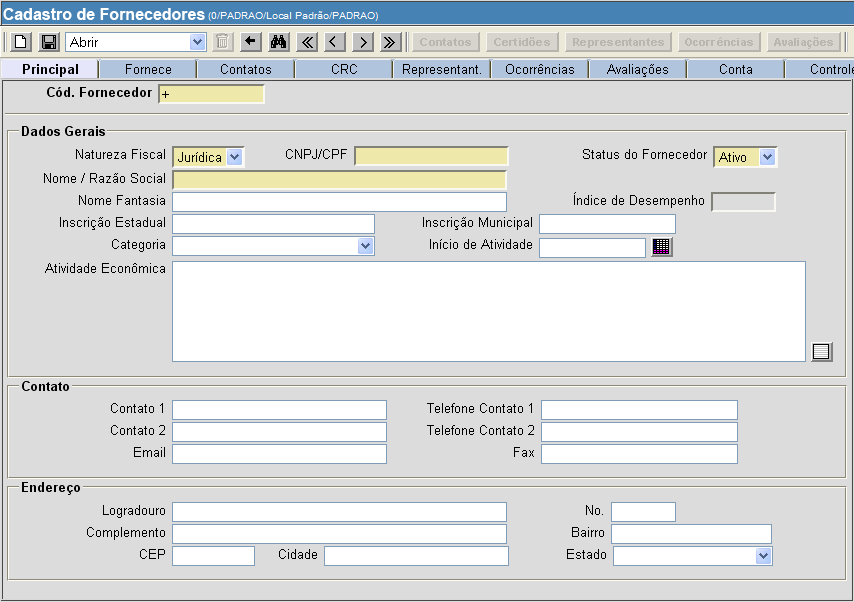 Cadastro de Fornecedores (0/PADRAO/Local Padrão/PADRAO)
Abrir Contatos Certidões Representantes Ocorrências Avaliações
Principal Fornece Contatos CRC Representant. Ocorrências Avaliações Conta Controle
Cód. Fornecedor +
Dados Gerais
Natureza Fiscal Jurídica CNPJ/CPF Status do Fornecedor Ativo
Nome / Razão Social
Nome Fantasia Índice de Desempenho
Inscrição Estadual Inscrição Municipal
Categoria Início de Atividade
Atividade Econômica
Contato
Contato 1 Telefone Contato 1
Contato 2 Telefone Contato 2
Email Fax
Endereço
Logradouro No.
Complemento Bairro
CEP Cidade Estado